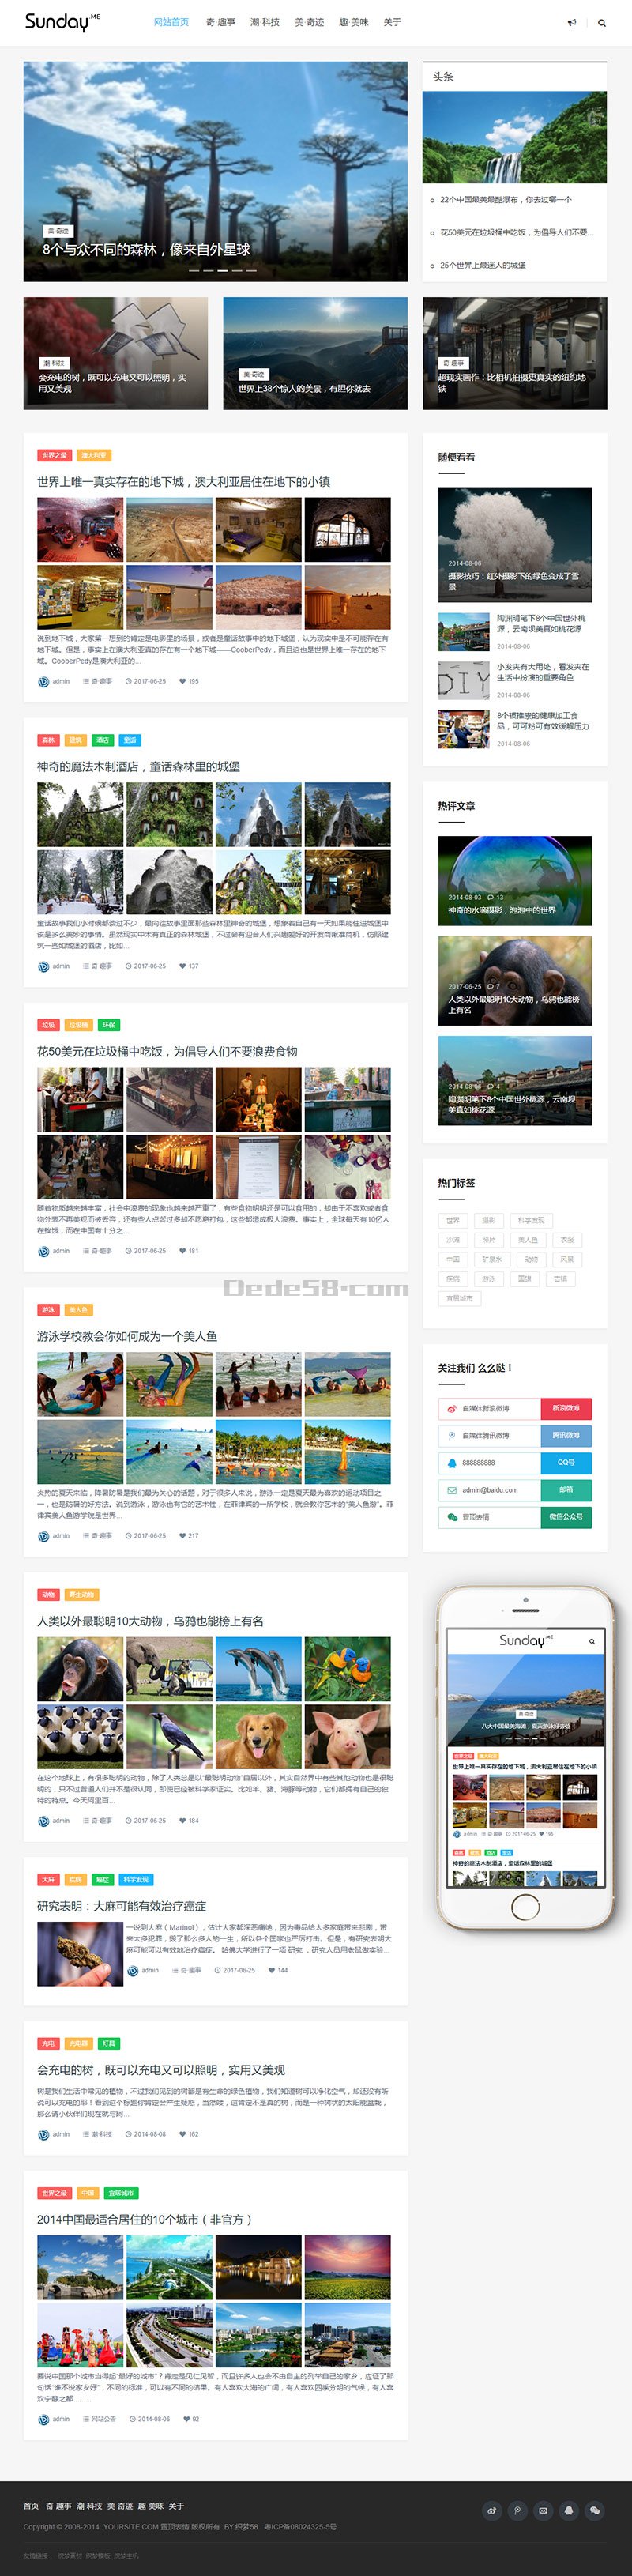 Sunday ME
网站首页 奇·趣事 潮·科技 美·奇迹 趣·美味 关于
美·奇迹
8个与众不同的森林，像来自外星球
头条
22个中国最美最酷瀑布，你去过哪一个
花50美元在垃圾桶中吃饭，为倡导人们不要...
25个世界上最迷人的城堡
潮·科技
会充电的树，既可以充电又可以照明，实
用又美观
美·奇迹
世界上38个惊人的美景，有胆你就去
奇·趣事
超现实画作：比相机拍摄更真实的纽约地
铁
世界之最 澳大利亚
世界上唯一真实存在的地下城，澳大利亚居住在地下的小镇
说到地下城，大家第一想到的肯定是电影里的场景，或者是童话故事中的地下城堡，认为现实中是不可能存在有
地下城。但是，事实上在澳大利亚真的存在有一个地下城——CooberPedy，而且这也是世界上唯一存在的地下
城。CooberPedy是澳大利亚的...
admin 奇·趣事 2017-06-25 195
森林 建筑 酒店 童话
神奇的魔法木制酒店，童话森林里的城堡
童话故事我们小时候都读过不少，最向往故事里面那些森林里神奇的城堡，想象着自己有一天如果能住进城堡中
该是多么美妙的事情。虽然现实中木有真正的森林城堡，不过会有迎合人们兴趣爱好的开发商瞅准商机，仿照建
筑一些如城堡的酒店，比如...
admin 奇·趣事 2017-06-25 137
垃圾 垃圾桶 环保
花50美元在垃圾桶中吃饭，为倡导人们不要浪费食物
随着物质越来越丰富，社会中浪费的现象也越来越严重了，有些食物明明还是可以食用的，却由于不喜欢或者食
物外表不再美观而被丢弃，还有些人点餐过多却不愿意打包，这些都造成极大浪费。事实上，全球每天有10亿人
在挨饿，而在中国有十分之...
admin 奇·趣事 2017-06-25 181
Dede58.com
游泳 美人鱼
游泳学校教会你如何成为一个美人鱼
炎热的夏天来临，降暑防暑是我们最为关心的话题，对于很多人来说，游泳一定是夏天最为喜欢的运动项目之
一，也是防暑的好方法。说到游泳，游泳也有它的艺术性，在菲律宾的一所学校，就会教你艺术的“美人鱼游”。菲
律宾美人鱼游学院是世界...
admin 奇·趣事 2017-06-25 217
动物 野生动物
人类以外最聪明10大动物，乌鸦也能榜上有名
在这个地球上，有很多聪明的动物，除了人类总是以“最聪明动物”自居以外，其实自然界中有些其他动物也是很聪
明的，只不过普通人们并不是很认同，即使已经被科学家证实。比如羊、猪、海豚等动物，它们都拥有自己的独
特的特点。今天阿里百...
admin 奇·趣事 2017-06-25 184
大麻 疾病 癌症 科学发现
研究表明：大麻可能有效治疗癌症
一说到大麻（Marinol），估计大家都深恶痛绝，因为毒品给太多家庭带来悲剧，带
来太多犯罪，毁了那么多人的一生，所以各个国家也严厉打击。但是，有研究表明大
麻可能可以有效地治疗癌症。 哈佛大学进行了一项 研究 ，研究人员用老鼠做实验...
admin 奇·趣事 2017-06-25 144
充电 充电器 灯具
会充电的树，既可以充电又可以照明，实用又美观
树是我们生活中常见的植物，不过我们见到的树都是有生命的绿色植物，我们知道树可以净化空气，却还没有听
说可以充电的耶！看到这个标题你肯定会产生疑惑，当然喽，这肯定不是真的树，而是一种树状的太阳能盆栽，
那么请小伙伴们现在就与阿...
admin 潮·科技 2014-08-08 162
世界之最 中国 宜居城市
2014中国最适合居住的10个城市（非官方）
要说中国那个城市当得起“最好的城市”？肯定是见仁见智，而且许多人也会不由自主的列举自己的家乡，应证了那
句话“谁不说家乡好”，不同的标准，可以有不同的结果。有人喜欢大海的广阔，有人喜欢四季分明的气候，有人喜
欢宁静之都.........
admin 网站公告 2014-08-06 92
随便看看
2014-08-06
摄影技巧：红外摄影下的绿色变成了雪
景
陶渊明笔下8个中国世外桃
源，云南坝美真如桃花源
2014-08-06
小发夹有大用处，看发夹在
生活中扮演的重要角色
2014-08-06
8个被推崇的健康加工食
品，可可粉可有效缓解压力
2014-08-06
热评文章
2014-08-03 13
神奇的水滴摄影，泡泡中的世界
2017-06-25 7
人类以外最聪明10大动物，乌鸦也能榜
上有名
2014-08-06 4
陶渊明笔下8个中国世外桃源，云南坝
美真如桃花源
热门标签
世界 摄影 科学发现
沙滩 照片 美人鱼 衣服
中国 矿泉水 动物 风景
疾病 游泳
宜居城市
关注我们 么么哒！
自媒体新浪微博 新浪微博
自媒体腾讯微博 腾讯微博
888888888 QQ号
admin@baidu.com 邮箱
置顶表情 微信公众号
Sunday ME
美·奇迹
八大中国最美海滩，夏天游泳好去处
世界之最 澳大利亚
世界上唯一真实存在的地下城，澳大利亚居住在地下的小镇
admin 奇·趣事 2017-06-25 195
森林 建筑 酒店 童话
神奇的魔法木制酒店，童话森林里的城堡
首页 奇·趣事 潮·科技 美·奇迹 趣·美味 关于
Copyright © 2008-2014 .YOURSITE.COM.置顶表情 版权所有 BY 织梦58 粤ICP备08024325-5号
友情链接： 织梦素材 织梦模板 织梦主机